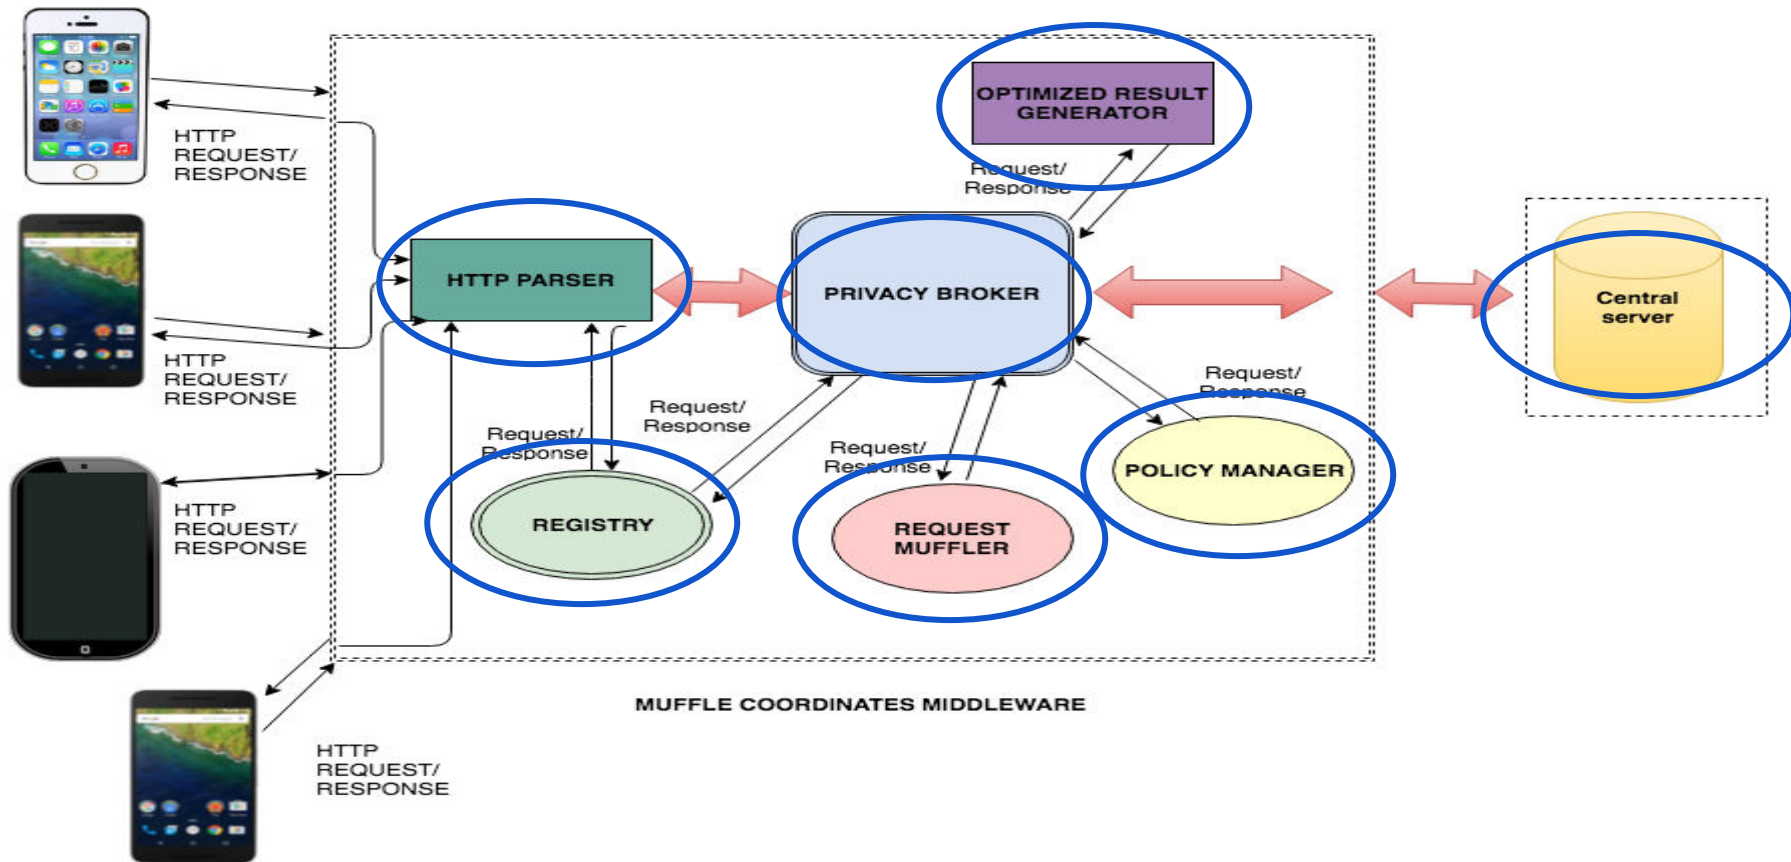 HTTP
REQUEST/
RESPONSE
HTTP
REQUEST/
RESPONSE
HTTP
REQUEST/
RESPONSE
HTTP
REQUEST/
RESPONSE
OPTIMIZED RESULT
GENERATOR
Request/
Response
HTTP PARSER
PRIVACY BROKER
Central
server
Request/
Response
Request/
Response
Request/
Response
Request/
Response
REGISTRY
REQUEST
MUFFLER
POLICY MANAGER
MUFFLE COORDINATES MIDDLEWARE